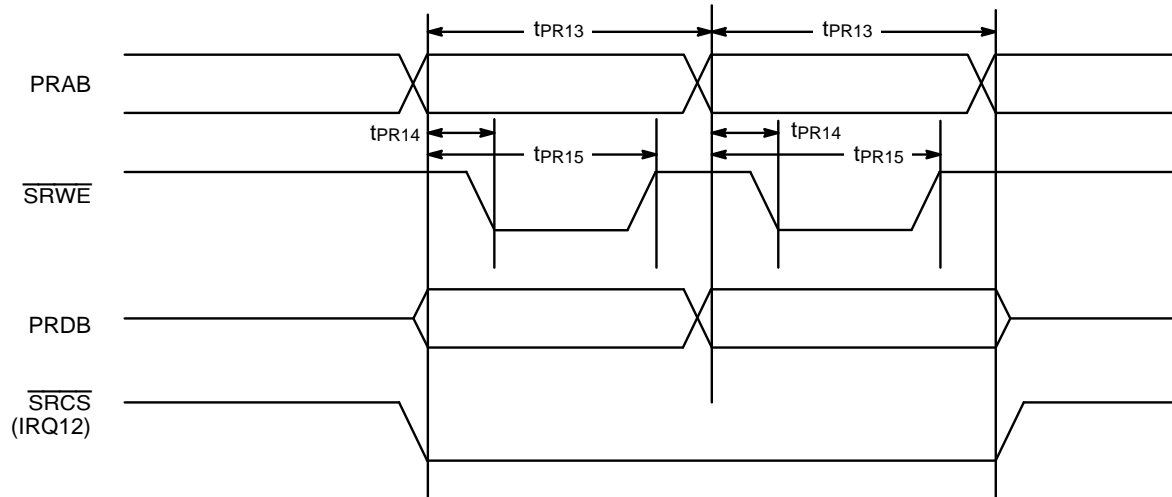 tPR13 tPR13
PRAB
tPR14 tPR14
tPR15 tPR15
SRWE
PRDB
SRCS
(IRQ12)